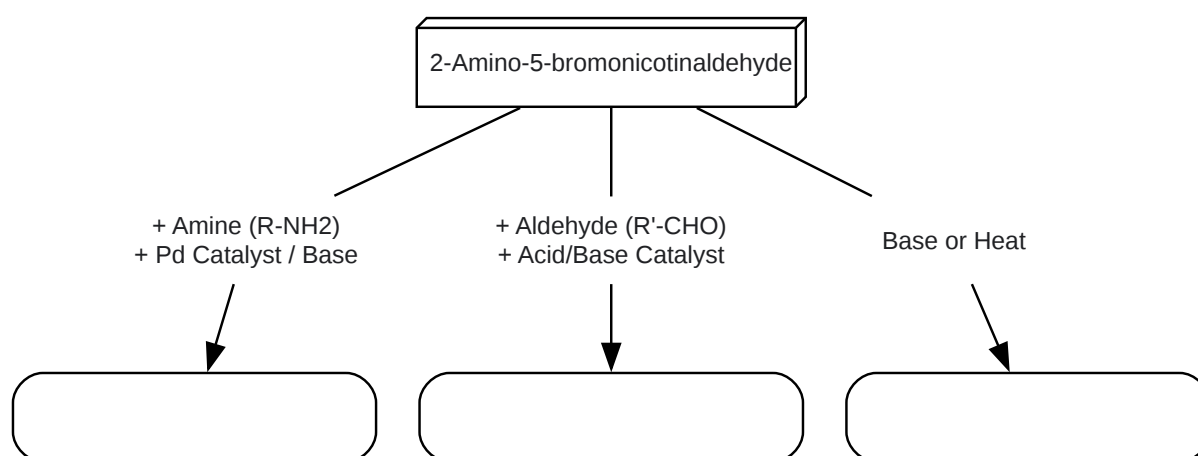 2-Amino-5-bromonicotinaldehyde
+ Amine (R-NH2)
+ Pd Catalyst / Base
+ Aldehyde (R'-CHO)
+ Acid/Base Catalyst
Base or Heat